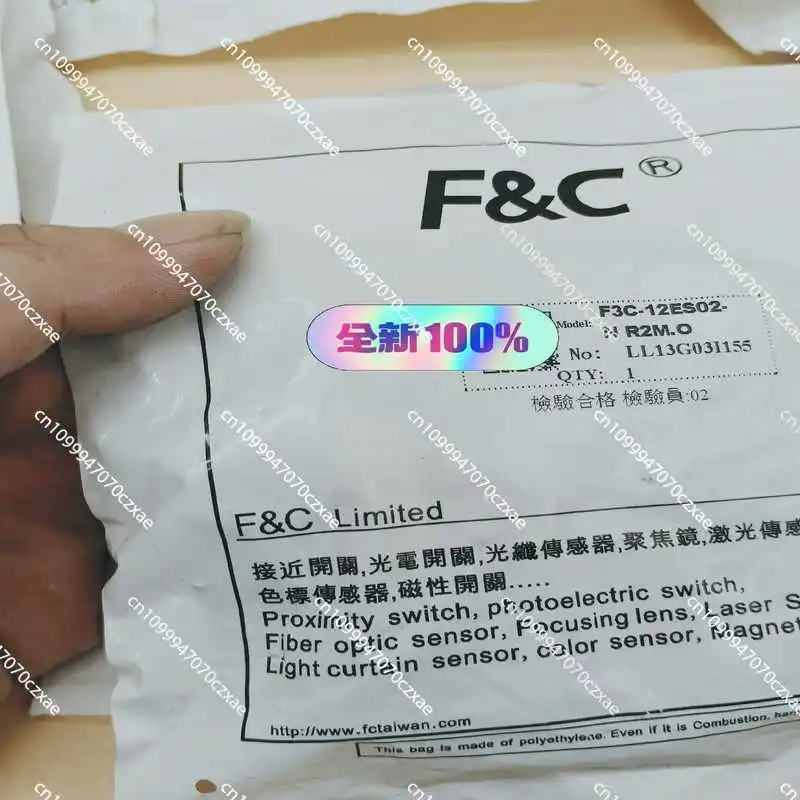 F&C ®
全新100%
Model: F3C-12ES02-
N R2M.O
No: LL13G03I155
QTY: 1
檢驗合格 檢驗員:02
F&C Limited
接近開關,光電開關,光纖傳感器,聚焦鏡,激光傳感
色標傳感器,磁性開關.....
Proximity switch, photoelectric switch,
Fiber optic sensor, Focusing lens, Laser S
Light curtain sensor, color sensor, Magnet
http://www.fctaiwan.com
This bag is made of polyethylene. Even if it is Combustion,
cn1099947070czxae